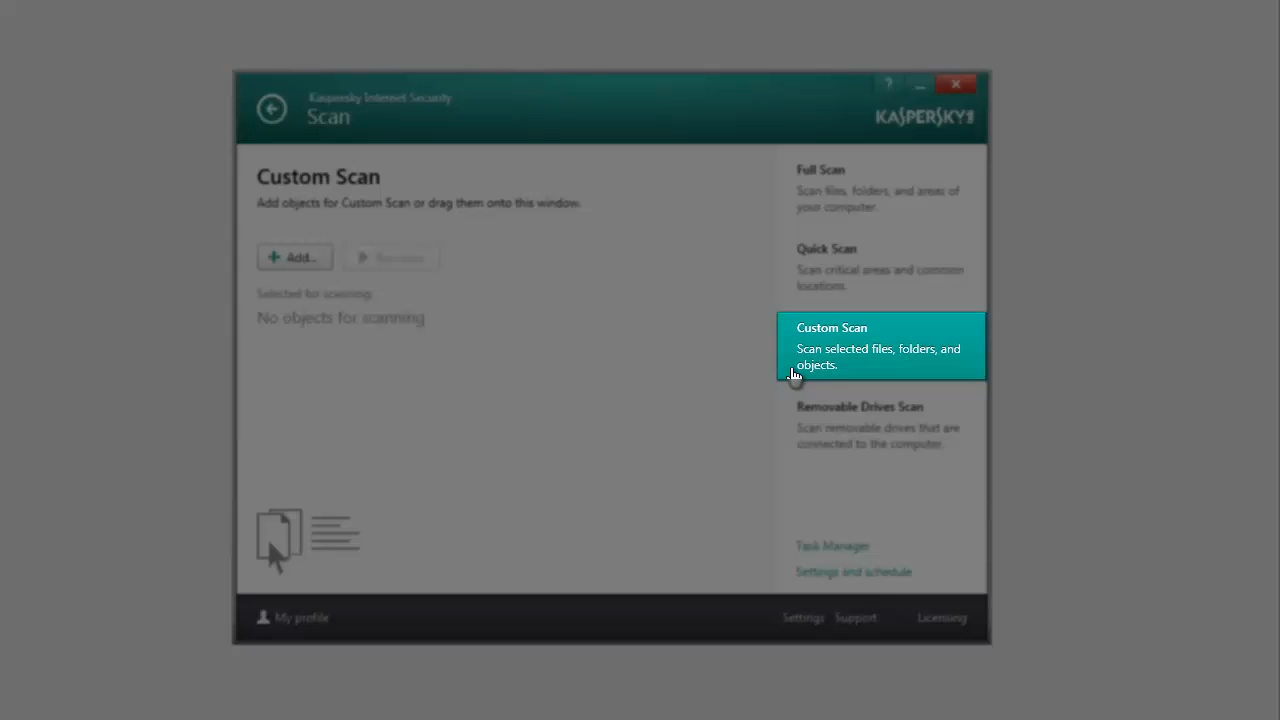 Kaspersky Internet Security
Scan
?
KASPERSKY
Custom Scan
Add objects for Custom Scan or drag them onto this window.
Add...
Selected for scanning:
No objects for scanning
Full Scan
Scan files, folders, and areas of
your computer.
Quick Scan
Scan critical areas and common
locations.
Custom Scan
Scan selected files, folders, and
objects.
Removable Drives Scan
Scan removable drives that are
connected to the computer.
Task Manager
Settings and schedule
My profile
Settings
Support
Licensing